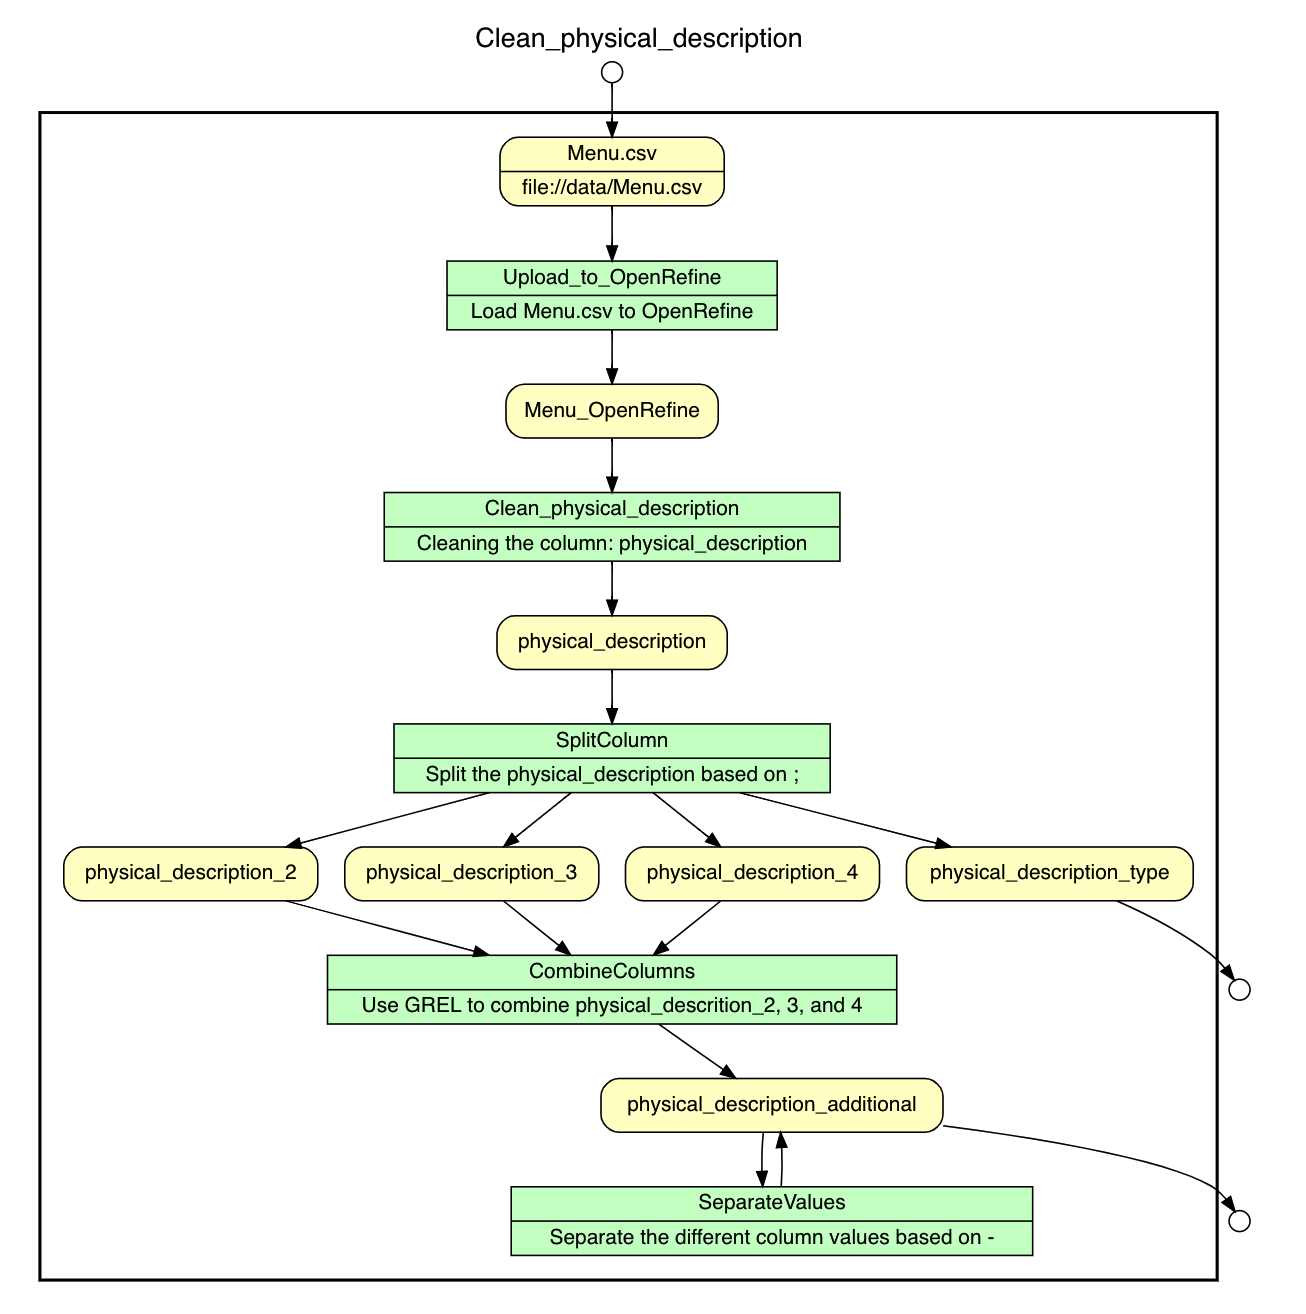 Clean_physical_description
Menu.csv
file://data/Menu.csv
Upload_to_OpenRefine
Load Menu.csv to OpenRefine
Menu_OpenRefine
Clean_physical_description
Cleaning the column: physical_description
physical_description
SplitColumn
Split the physical_description based on ;
physical_description_2
physical_description_3
physical_description_4
physical_description_type
CombineColumns
Use GREL to combine physical_descrition_2, 3, and 4
physical_description_additional
SeparateValues
Separate the different column values based on -